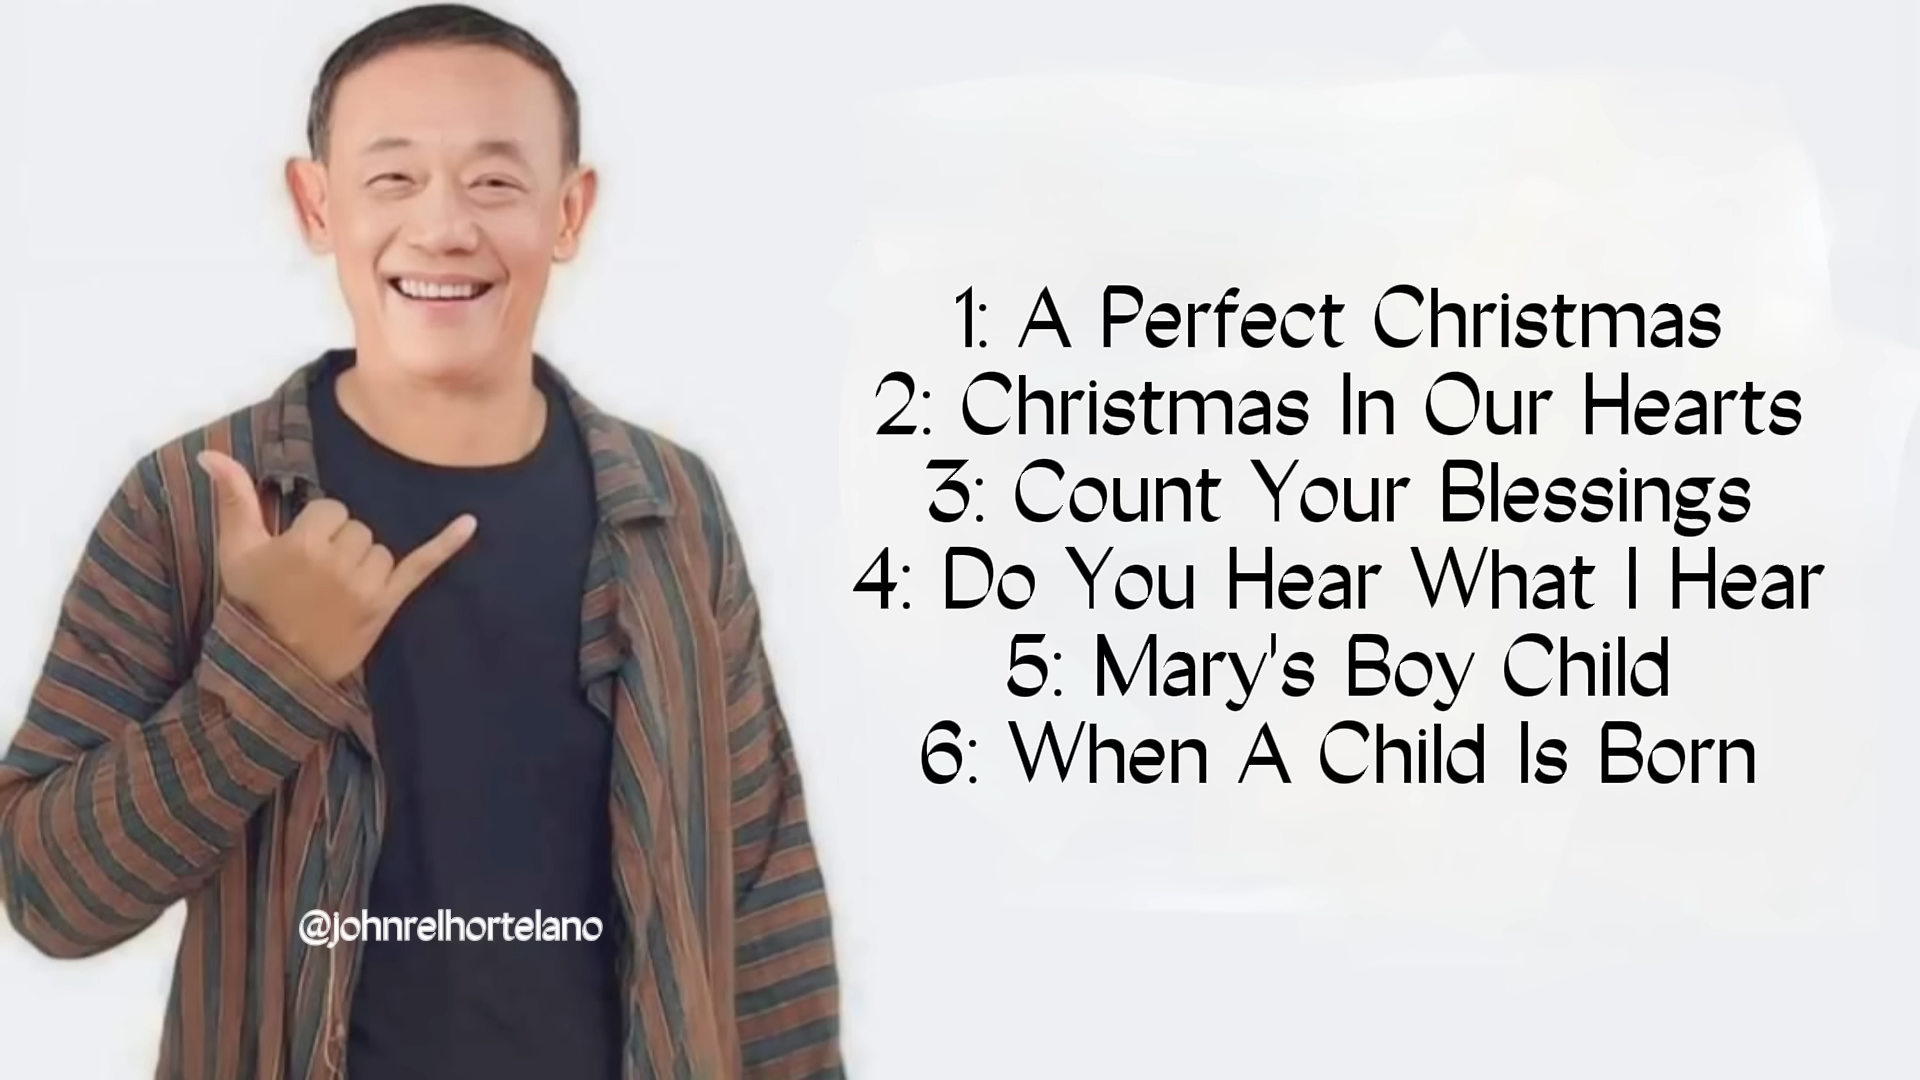 1: A Perfect Christmas
2: Christmas In Our Hearts
3: Count Your Blessings
4: Do You Hear What I Hear
5: Mary's Boy Child
6: When A Child Is Born
@johnrelhortelano